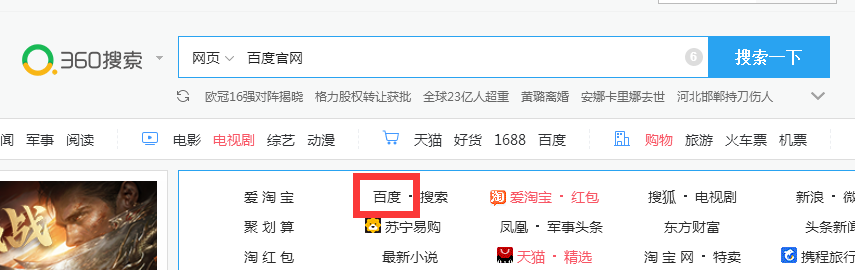 360搜索 网页 百度官网 6 搜索一下
欧冠16强对阵揭晓 格力股权转让获批 全球23亿人超重 黄璐离婚 安娜卡里娜去世 河北邯郸持刀伤人
闻 军事 阅读 电影 电视剧 综艺 动漫 天猫 好货 1688 百度 购物 旅游 火车票 机票
爱淘宝 百度·搜索 淘 爱淘宝·红包 搜狐·电视剧 新浪·微
聚划算 苏宁易购 凤凰·军事头条 东方财富 头条新闻
淘红包 最新小说 天猫·精选 淘宝网·特卖 携程旅行
战